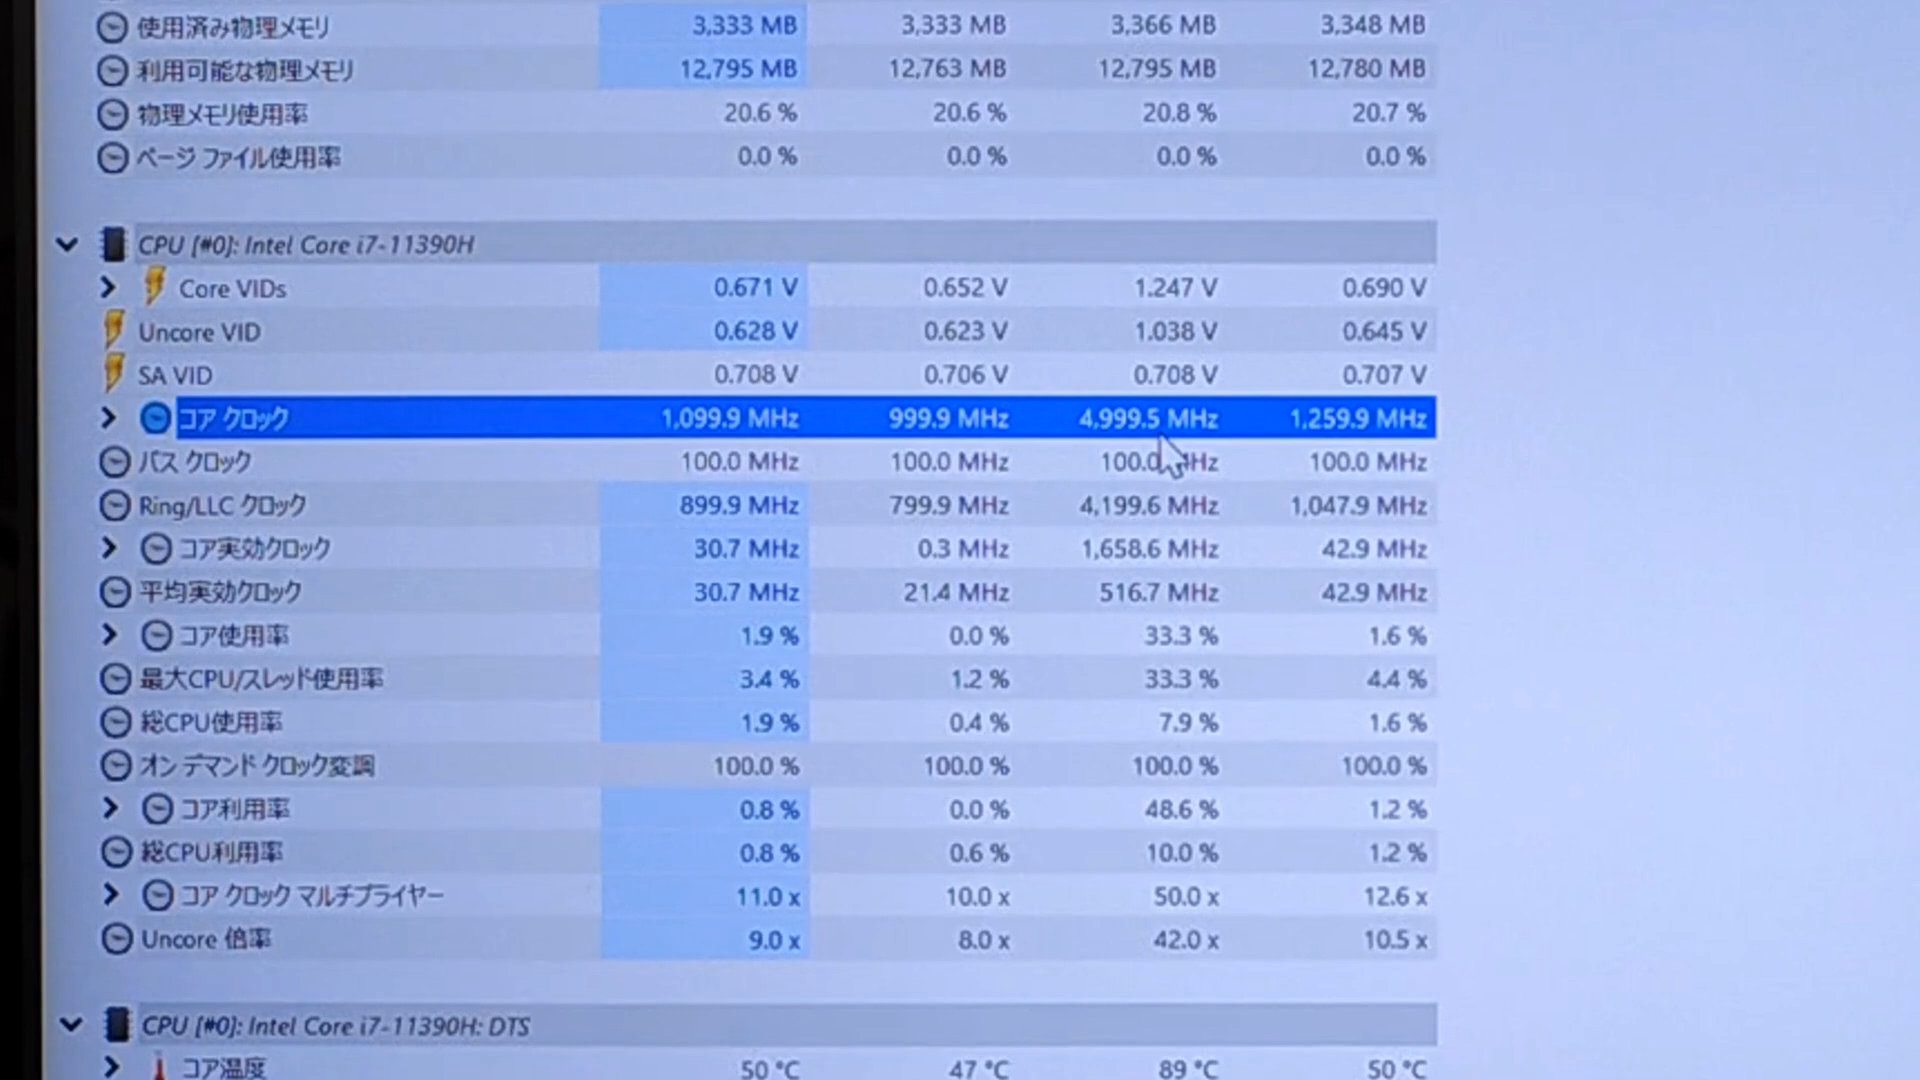 使用済み物理メモリ 3,333 MB 3,333 MB 3,366 MB 3,348 MB
利用可能な物理メモリ 12,795 MB 12,763 MB 12,795 MB 12,780 MB
物理メモリ使用率 20.6 % 20.6 % 20.8 % 20.7 %
ページ ファイル使用率 0.0 % 0.0 % 0.0 % 0.0 %
CPU [#0]: Intel Core i7-11390H
Core VIDs 0.671 V 0.652 V 1.247 V 0.690 V
Uncore VID 0.628 V 0.623 V 1.038 V 0.645 V
SA VID 0.708 V 0.706 V 0.708 V 0.707 V
コア クロック 1,099.9 MHz 999.9 MHz 4,999.5 MHz 1,259.9 MHz
バス クロック 100.0 MHz 100.0 MHz 100.0 MHz 100.0 MHz
Ring/LLC クロック 899.9 MHz 799.9 MHz 4,199.6 MHz 1,047.9 MHz
コア実効クロック 30.7 MHz 0.3 MHz 1,658.6 MHz 42.9 MHz
平均実効クロック 30.7 MHz 21.4 MHz 516.7 MHz 42.9 MHz
コア使用率 1.9 % 0.0 % 33.3 % 1.6 %
最大CPU/スレッド使用率 3.4 % 1.2 % 33.3 % 4.4 %
総CPU使用率 1.9 % 0.4 % 7.9 % 1.6 %
オン デマンド クロック変調 100.0 % 100.0 % 100.0 % 100.0 %
コア利用率 0.8 % 0.0 % 48.6 % 1.2 %
総CPU利用率 0.8 % 0.6 % 10.0 % 1.2 %
コア クロック マルチプライヤー 11.0 x 10.0 x 50.0 x 12.6 x
Uncore 倍率 9.0 x 8.0 x 42.0 x 10.5 x
CPU [#0]: Intel Core i7-11390H: DTS
コア温度 50 °C 47 °C 89 °C 50 °C